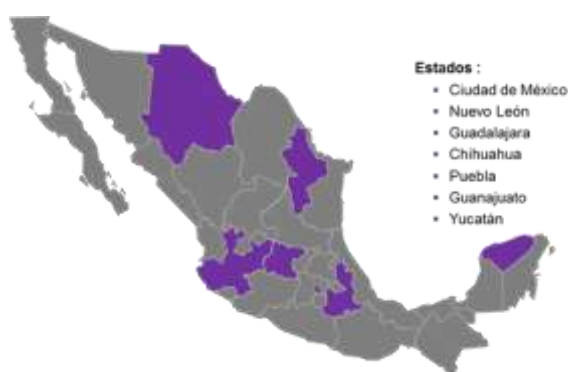 Estados :
▪ Ciudad de México
▪ Nuevo León
▪ Guadalajara
▪ Chihuahua
▪ Puebla
▪ Guanajuato
▪ Yucatán